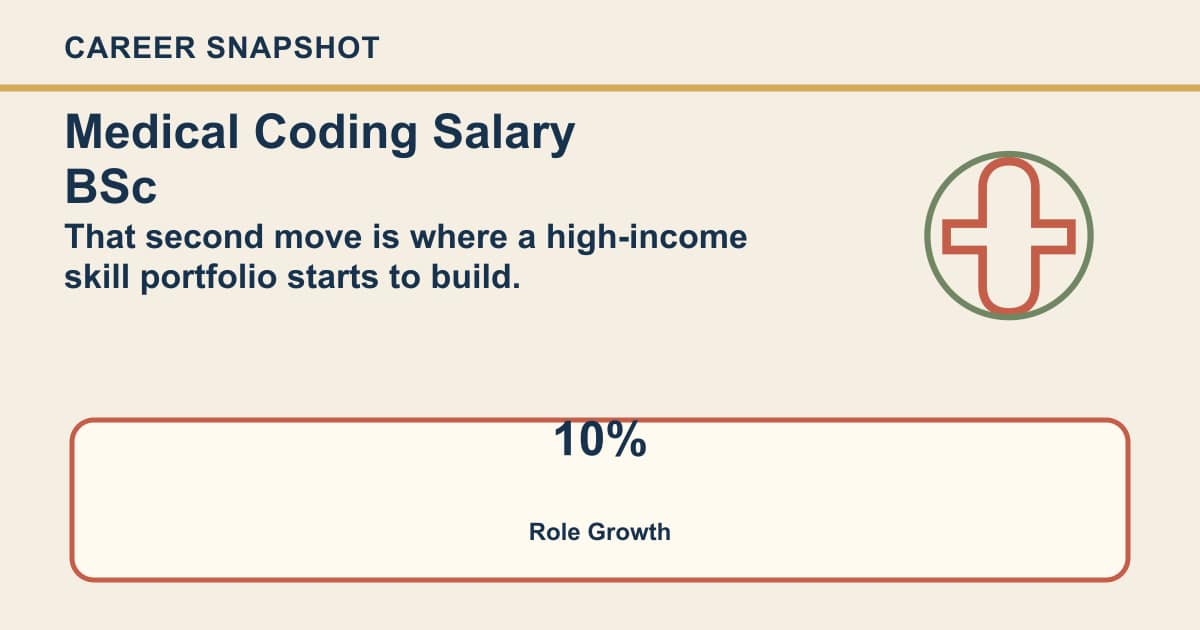 CAREER SNAPSHOT
Medical Coding Salary
BSc
That second move is where a high-income
skill portfolio starts to build.
10%
Role Growth